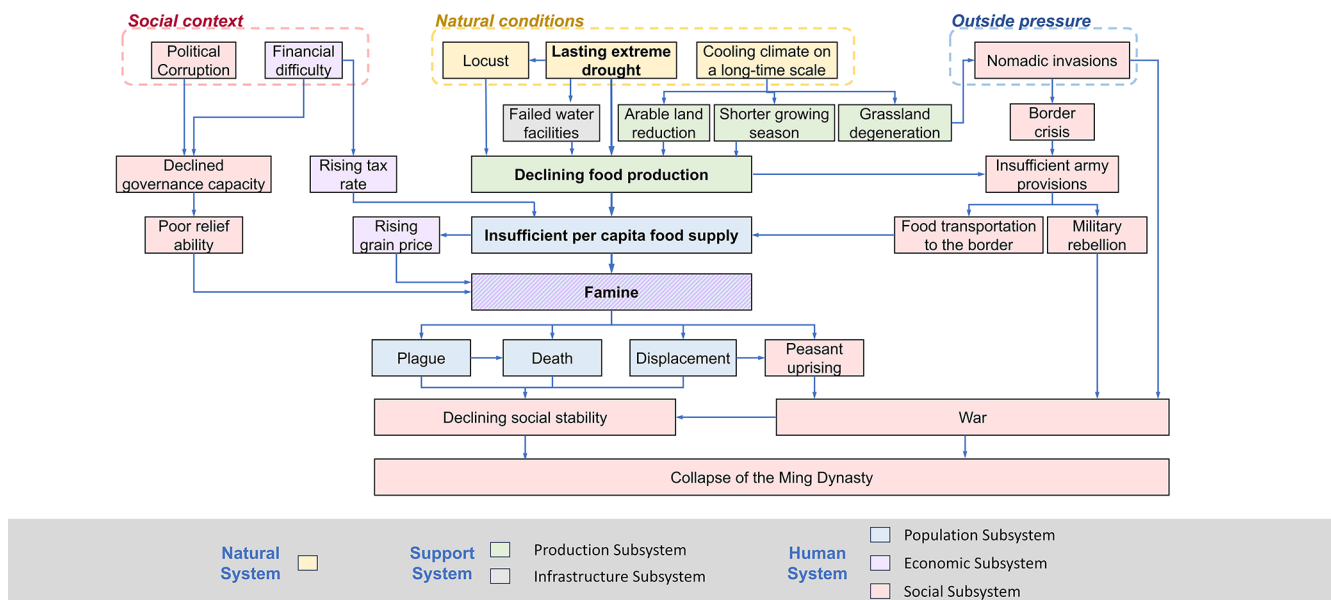 Social context
Natural conditions
Outside pressure
Political
Corruption
Financial
difficulty
Locust
Lasting extreme
drought
Cooling climate on
a long-time scale
Nomadic invasions
Failed water
facilities
Arable land
reduction
Shorter growing
season
Grassland
degeneration
Border
crisis
Declined
governance capacity
Rising tax
rate
Declining food production
Insufficient army
provisions
Poor relief
ability
Rising
grain price
Insufficient per capita food supply
Food transportation
to the border
Military
rebellion
Famine
Plague
Death
Displacement
Peasant
uprising
Declining social stability
War
Collapse of the Ming Dynasty
Natural
System
Support
System
Production Subsystem
Infrastructure Subsystem
Human
System
Population Subsystem
Economic Subsystem
Social Subsystem